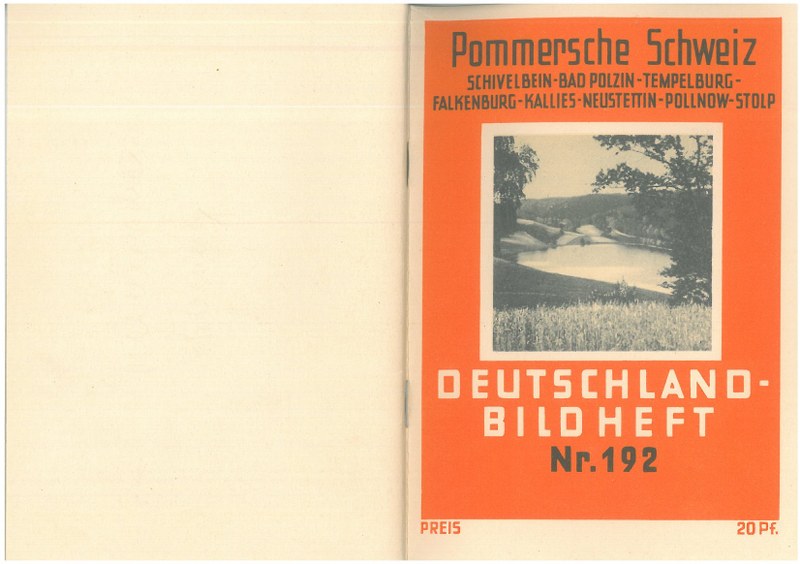 Pommersche Schweiz
SCHIVELBEIN-BAD POLZIN-TEMPELBURG-
FALKENBURG-KALLIES-NEUSTETTIN-POLLNOW-STOLP
DEUTSCHLAND-
BILDHEFT
Nr. 192
PREIS 20 Pf.